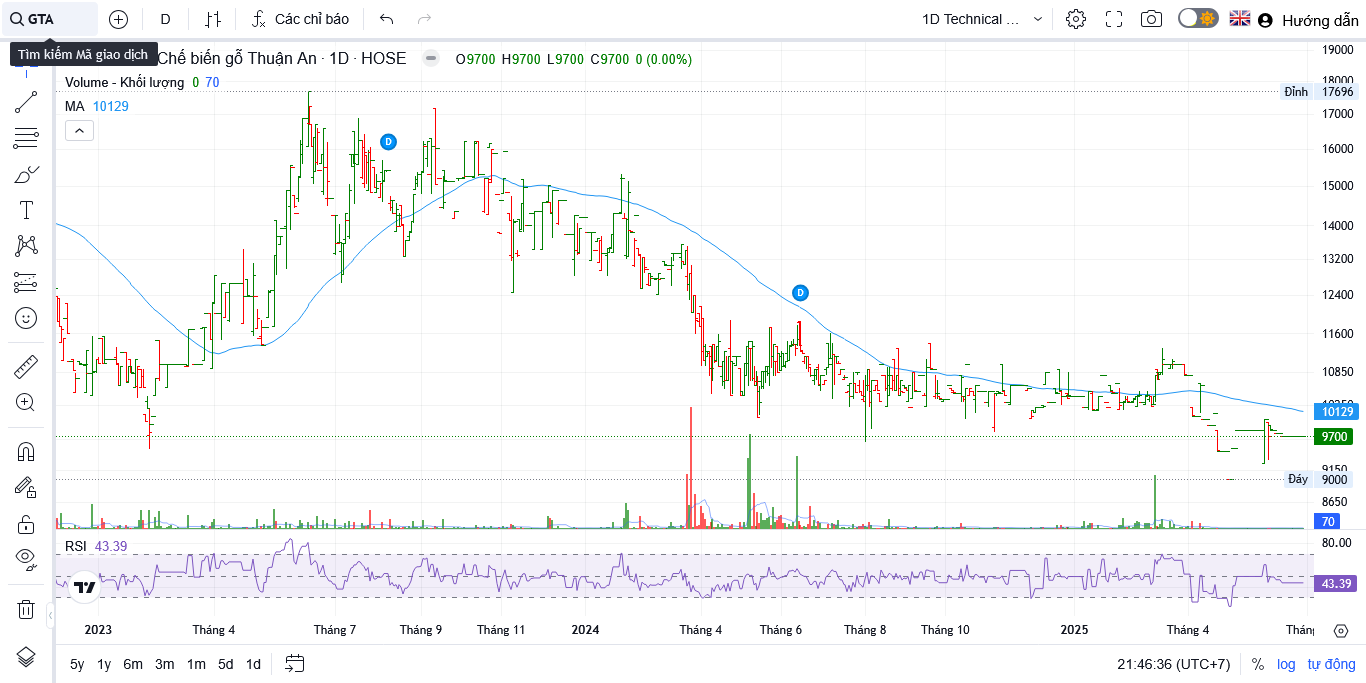 GTA D Các chỉ báo 1D Technical ... Hướng dẫn
Tìm kiếm Mã giao dịch
Chế biến gỗ Thuận An · 1D · HOSE O9700 H9700 L9700 C9700 0 (0.00%)
Volume - Khối lượng 0 70
MA 10129
19000
18000
Đỉnh 17696
17000
16000
15000
14000
13200
12400
11600
10850
10250
10129
9700
9150
Đáy 9000
8650
70
D
D
RSI 43.39
80.00
43.39
2023 Tháng 4 Tháng 7 Tháng 9 Tháng 11 2024 Tháng 4 Tháng 6 Tháng 8 Tháng 10 2025 Tháng 4
5y 1y 6m 3m 1m 5d 1d 21:46:36 (UTC+7) % log tự động